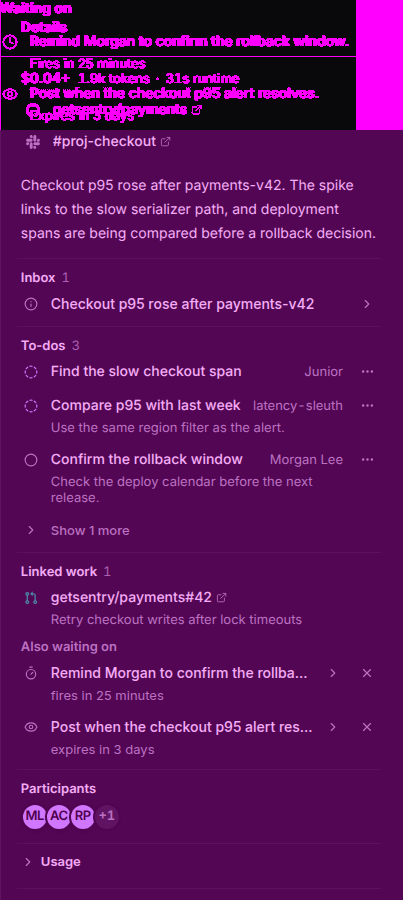 Waiting on
Details
Remind Morgan to confirm the rollback window.
Fires in 25 minutes
$0.04+ 1.9k tokens · 31s runtime
Post when the checkout p95 alert resolves.
getsentry/payments
Expires in 3 days
#proj-checkout
Checkout p95 rose after payments-v42. The spike
links to the slow serializer path, and deployment
spans are being compared before a rollback decision.
Inbox 1
Checkout p95 rose after payments-v42
To-dos 3
Find the slow checkout span Junior
Compare p95 with last week latency-sleuth
Use the same region filter as the alert.
Confirm the rollback window Morgan Lee
Check the deploy calendar before the next
release.
Show 1 more
Linked work 1
getsentry/payments#42
Retry checkout writes after lock timeouts
Also waiting on
Remind Morgan to confirm the rollba...
fires in 25 minutes
Post when the checkout p95 alert res...
expires in 3 days
Participants
ML AC RP +1
Usage